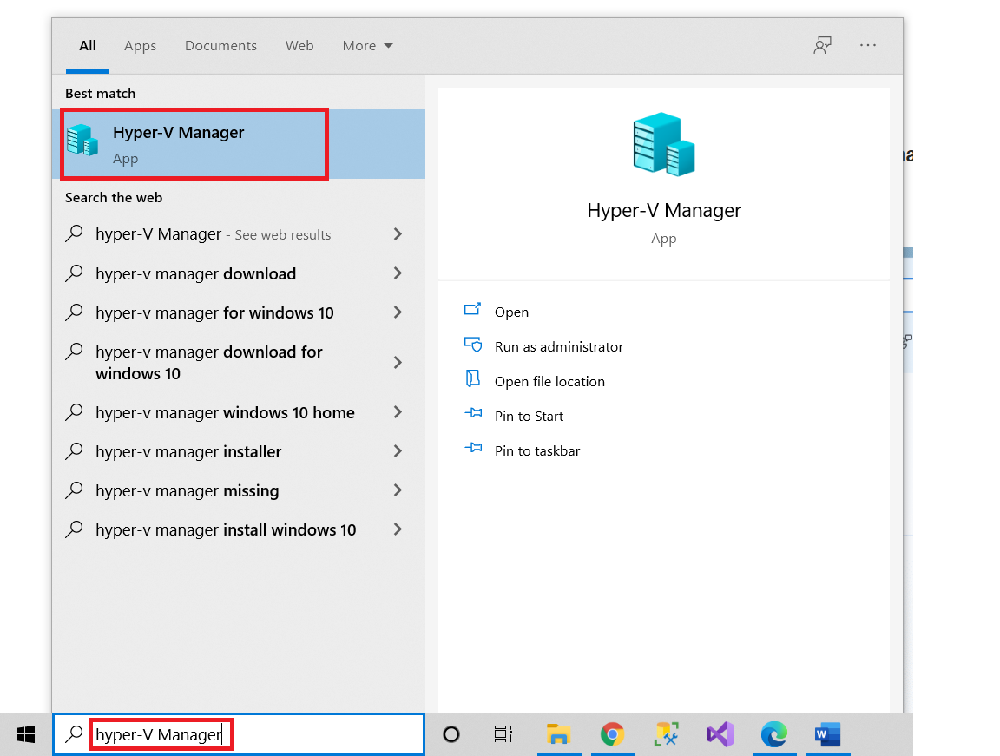 All Apps Documents Web More
Best match
Hyper-V Manager
App
Search the web
hyper-V Manager - See web results
hyper-v manager download
hyper-v manager for windows 10
hyper-v manager download for
windows 10
hyper-v manager windows 10 home
hyper-v manager installer
hyper-v manager missing
hyper-v manager install windows 10
Hyper-V Manager
App
Open
Run as administrator
Open file location
Pin to Start
Pin to taskbar
hyper-V Manager